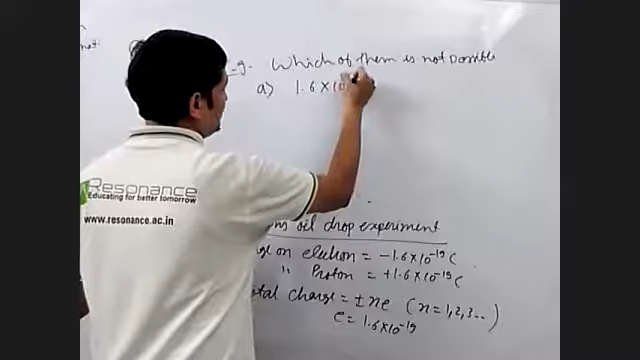 e.g. Which of them is not possible
a) 1.6×10
Resonance
Educating for better tomorrow
www.resonance.ac.in
oil drop experiment
on electron = −1.6×10⁻¹⁹ C
" Proton = +1.6×10⁻¹⁹ C
charge = ± ne (n=1,2,3..)
e = 1.6×10⁻¹⁹